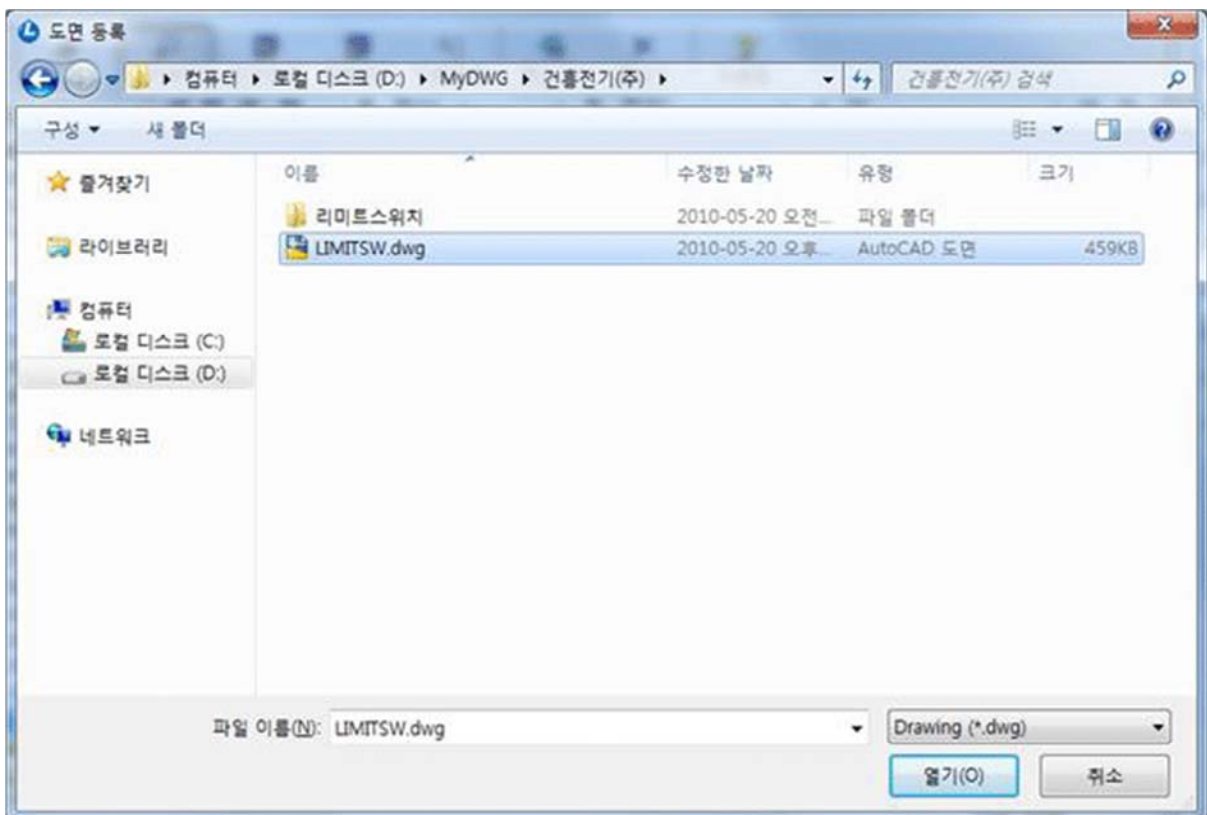 도면 등록
컴퓨터 로컬 디스크 (D:) MyDWG 건흥전기(주) 건흥전기(주) 검색
구성 새 폴더
즐겨찾기
라이브러리
컴퓨터
로컬 디스크 (C:)
로컬 디스크 (D:)
네트워크
이름 수정한 날짜 유형 크기
리미트스위치 2010-05-20 오전... 파일 폴더
LIMITSW.dwg 2010-05-20 오후... AutoCAD 도면 459KB
파일 이름(N): LIMITSW.dwg Drawing (*.dwg)
열기(O) 취소